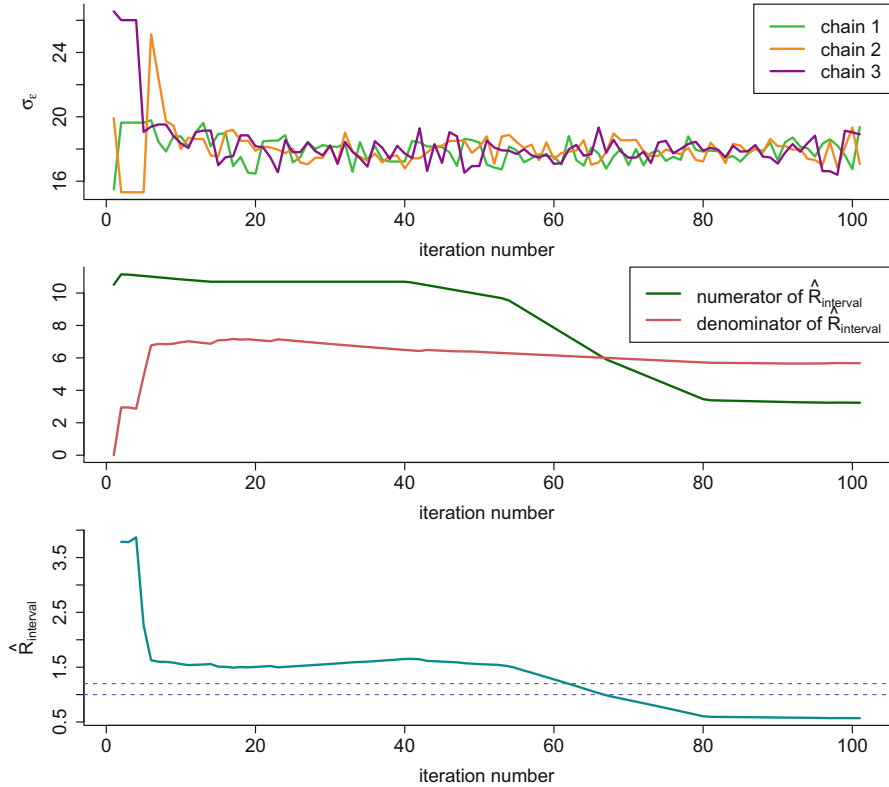 chain 1
chain 2
chain 3
σε
16 20 24
0 20 40 60 80 100
iteration number
numerator of R̂interval
denominator of R̂interval
0 2 4 6 8 10
0 20 40 60 80 100
iteration number
R̂interval
0.5 1.5 2.5 3.5
0 20 40 60 80 100
iteration number